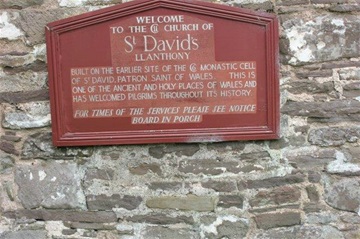 WELCOME
TO THE CHURCH OF
St David's
LLANTHONY
BUILT ON THE EARLIER SITE OF THE MONASTIC CELL
OF ST DAVID, PATRON SAINT OF WALES. THIS IS
ONE OF THE ANCIENT AND HOLY PLACES OF WALES AND
HAS WELCOMED PILGRIMS THROUGHOUT ITS HISTORY.
FOR TIMES OF THE SERVICES PLEASE SEE NOTICE
BOARD IN PORCH